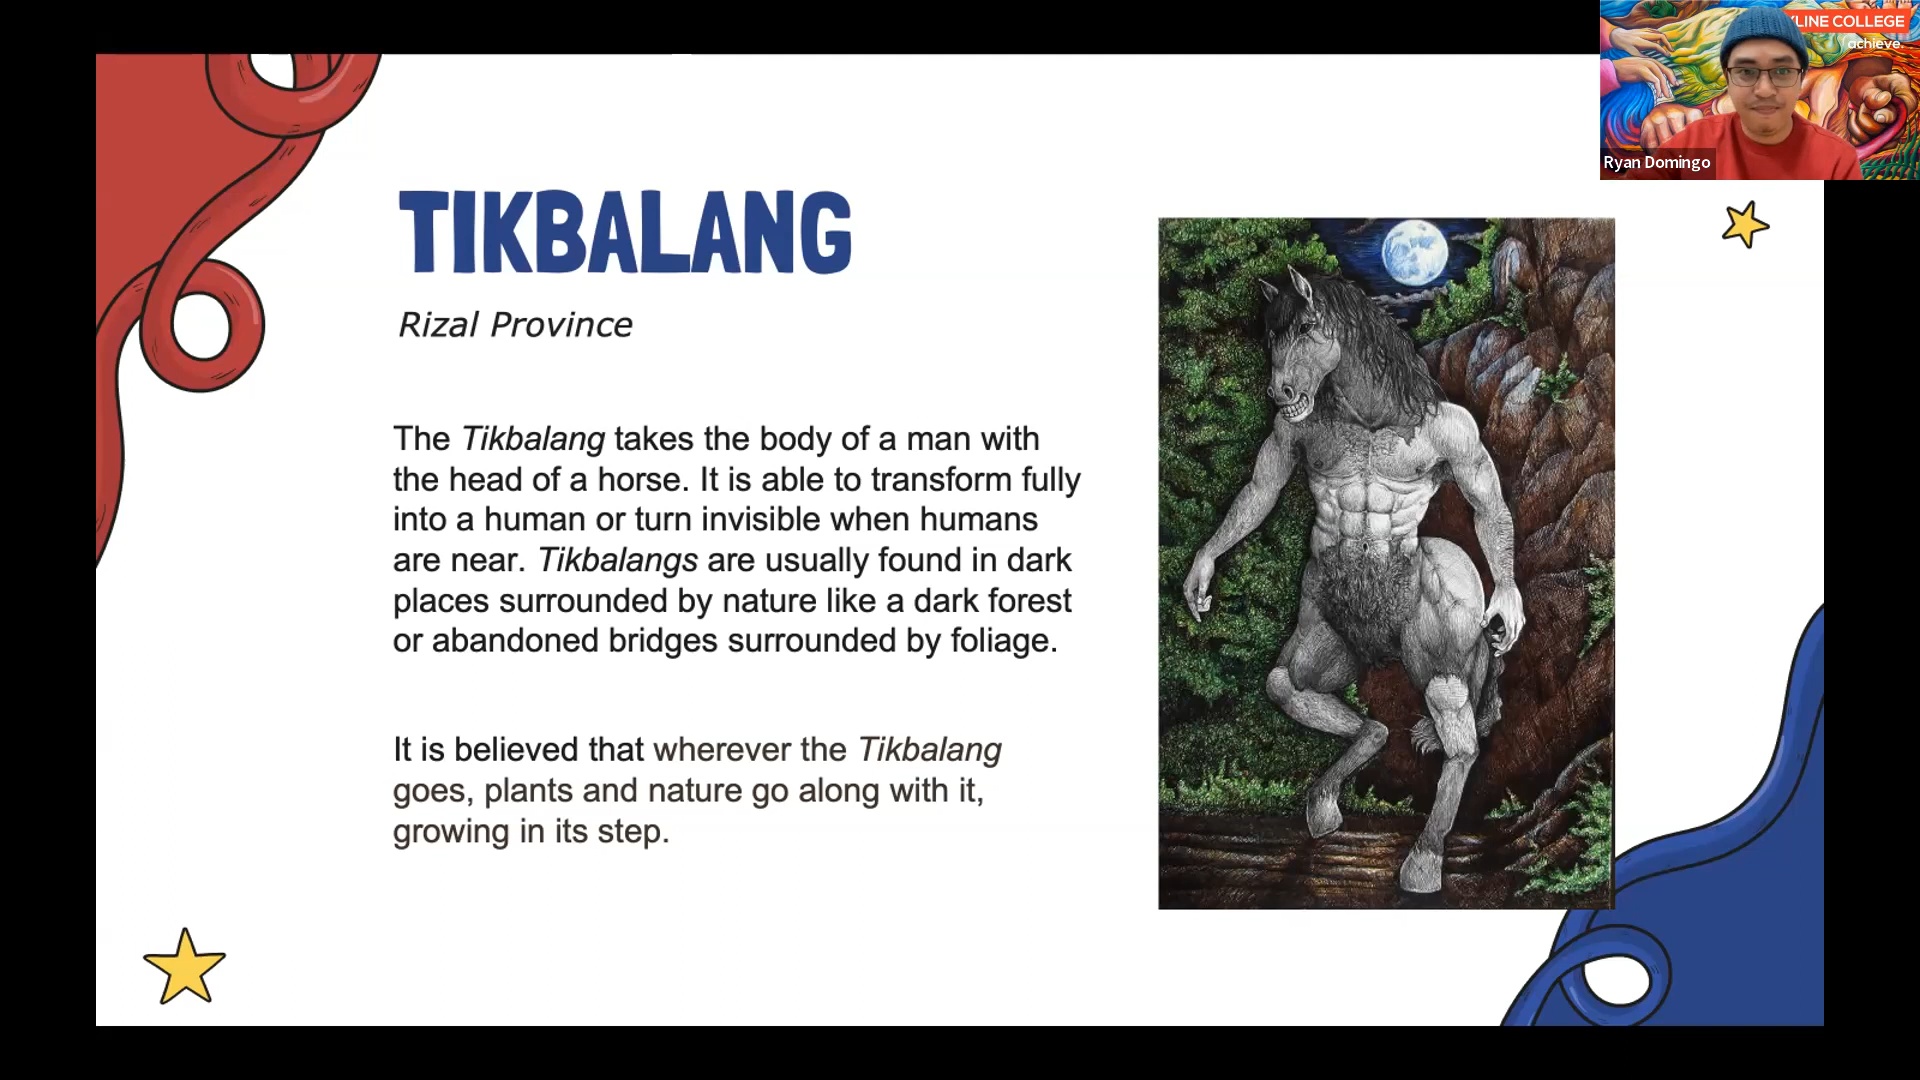 YLINE COLLEGE
achieve.
Ryan Domingo
TIKBALANG
Rizal Province
The Tikbalang takes the body of a man with
the head of a horse. It is able to transform fully
into a human or turn invisible when humans
are near. Tikbalangs are usually found in dark
places surrounded by nature like a dark forest
or abandoned bridges surrounded by foliage.
It is believed that wherever the Tikbalang
goes, plants and nature go along with it,
growing in its step.